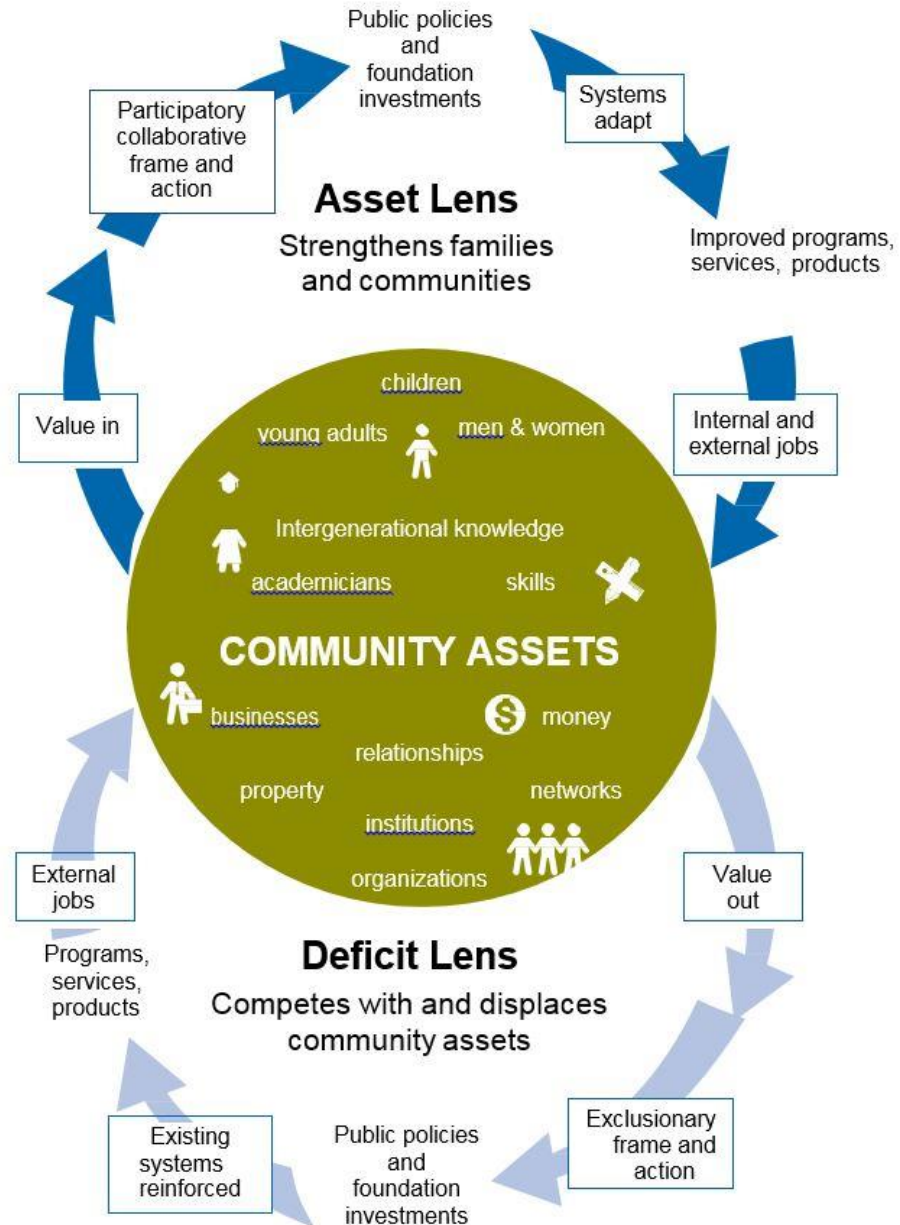 Public policies
and
foundation
investments
Systems
adapt
Participatory
collaborative
frame and
action
Asset Lens
Strengthens families
and communities
Improved programs,
services, products
Value in
Internal and
external jobs
children
young adults
men & women
Intergenerational knowledge
academicians
skills
COMMUNITY ASSETS
businesses
$ money
relationships
property
networks
institutions
organizations
External
jobs
Value
out
Programs,
services,
products
Deficit Lens
Competes with and displaces
community assets
Existing
systems
reinforced
Public policies
and
foundation
investments
Exclusionary
frame and
action